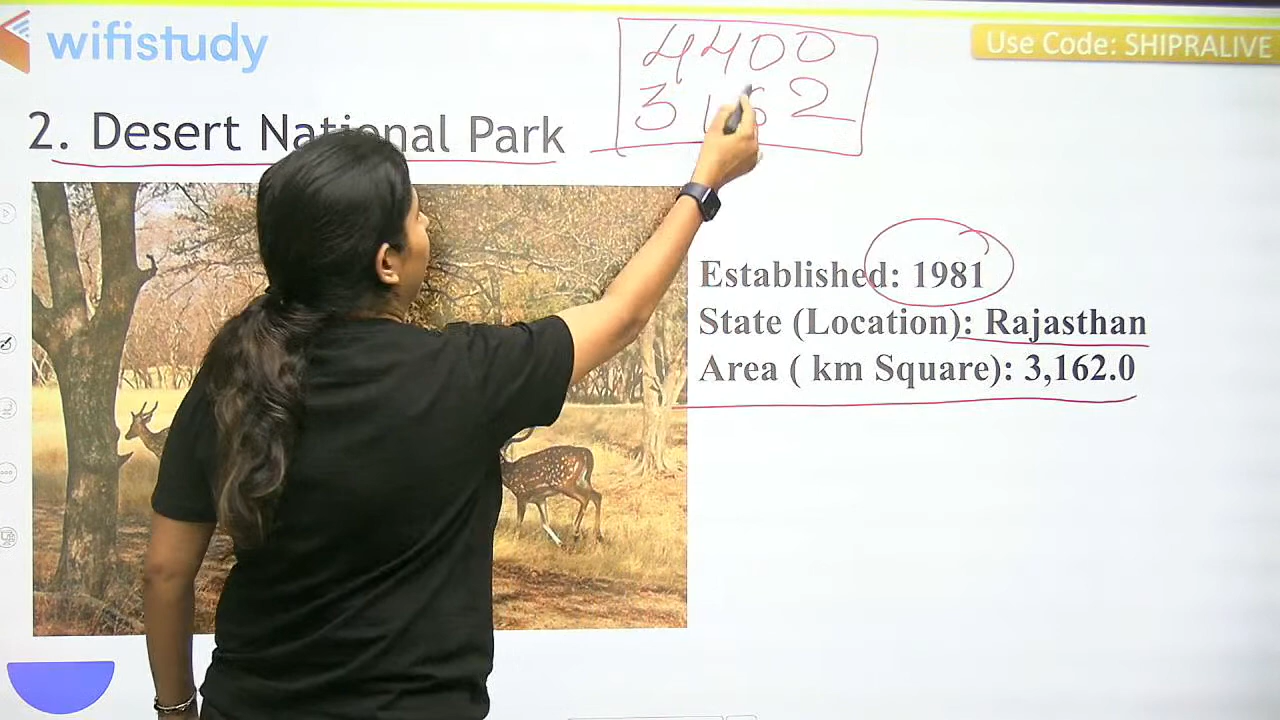 wifistudy
Use Code: SHIPRALIVE
4400
3162
2. Desert National Park
Established: 1981
State (Location): Rajasthan
Area ( km Square): 3,162.0